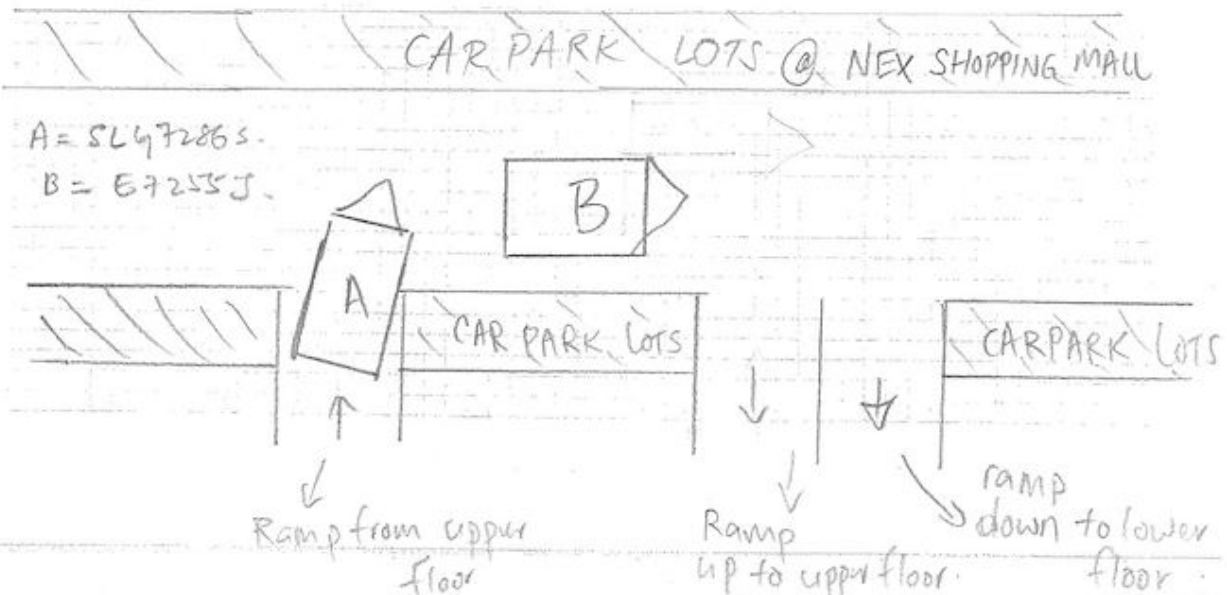 CAR PARK LOTS @ NEX SHOPPING MALL
A = SLG7286S.
B = E7255J.
B
A
CAR PARK LOTS
CARPARK LOTS
Ramp from upper
floor
Ramp
up to upper floor.
ramp
down to lower
floor.